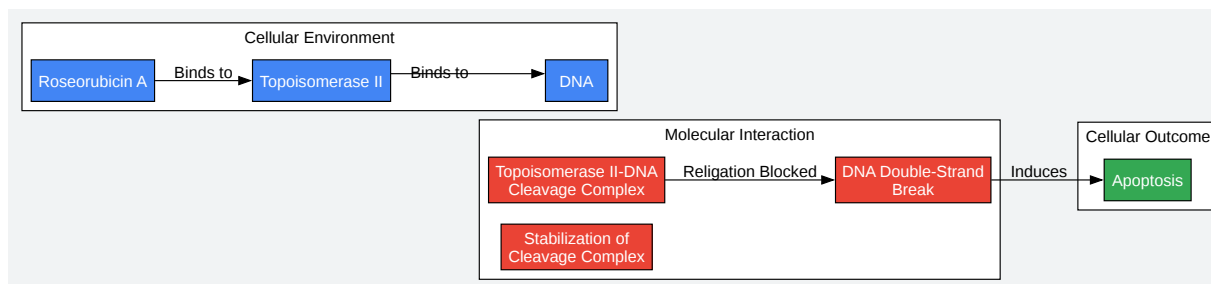 Cellular Environment
Roseorubicin A
Binds to
Topoisomerase II
Binds to
DNA
Molecular Interaction
Topoisomerase II-DNA
Cleavage Complex
Religation Blocked
DNA Double-Strand
Break
Stabilization of
Cleavage Complex
Induces
Cellular Outcome
Apoptosis